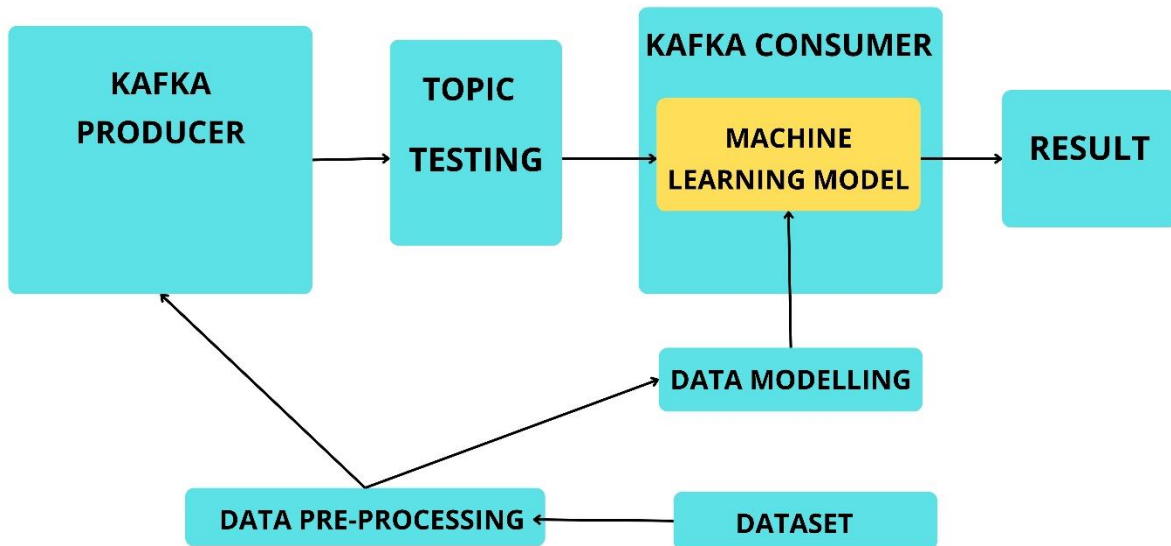 KAFKA
PRODUCER
TOPIC
TESTING
KAFKA CONSUMER
MACHINE
LEARNING MODEL
RESULT
DATA MODELLING
DATA PRE-PROCESSING
DATASET